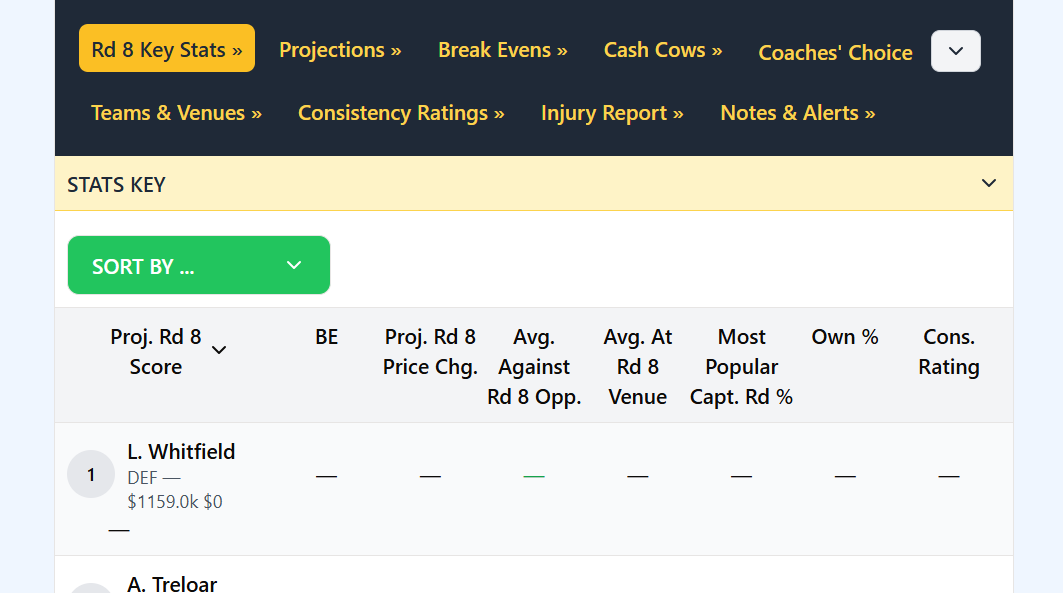 Rd 8 Key Stats »
Projections »
Break Evens »
Cash Cows »
Coaches' Choice
Teams & Venues »
Consistency Ratings »
Injury Report »
Notes & Alerts »
STATS KEY
SORT BY ...
Proj. Rd 8
Score
BE
Proj. Rd 8
Price Chg.
Avg.
Against
Rd 8 Opp.
Avg. At
Rd 8
Venue
Most
Popular
Capt. Rd %
Own %
Cons.
Rating
1
L. Whitfield
DEF —
$1159.0k $0
—
—
—
—
—
—
—
—
A. Treloar